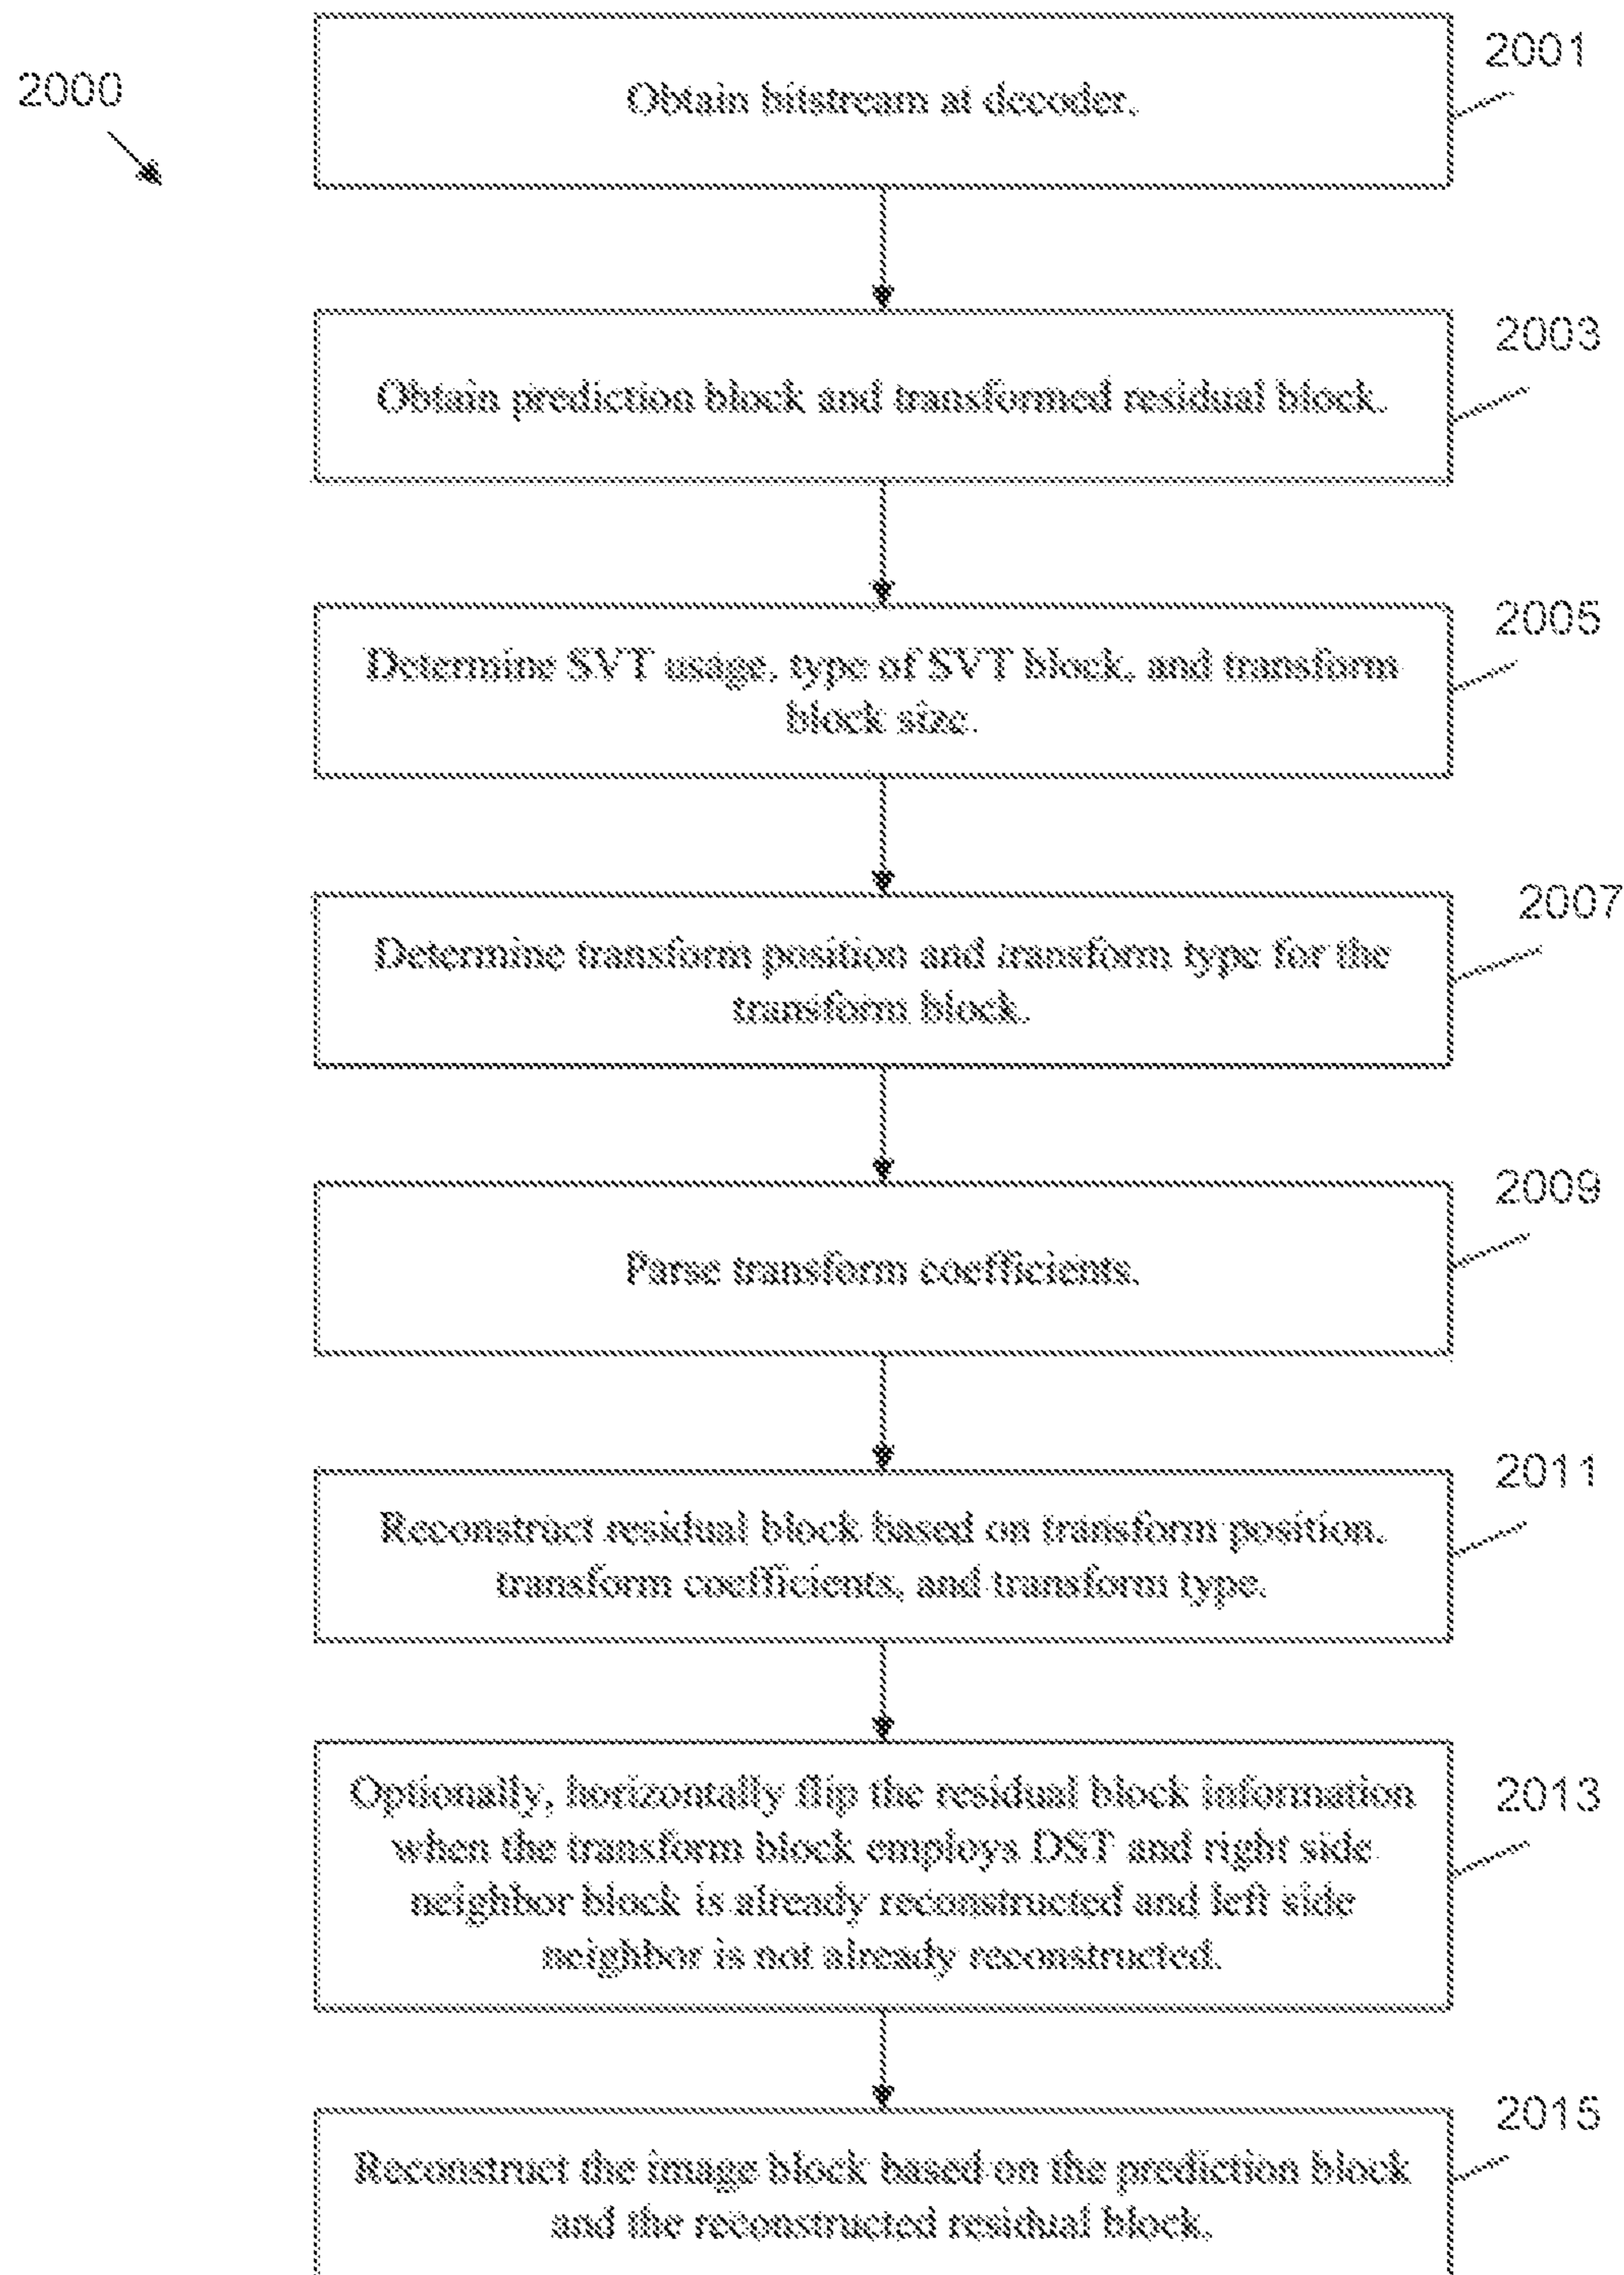 2000
2001
Obtain bitstream at decoder.
2003
Obtain prediction block and transformed residual block.
2005
Determine SVT usage, type of SVT block, and transform
block size.
2007
Determine transform position and transform type for the
transform block.
2009
Parse transform coefficients.
2011
Reconstruct residual block based on transform position,
transform coefficients, and transform type.
2013
Optionally, horizontally flip the residual block information
when the transform block employs DST and right side
neighbor block is already reconstructed and left side
neighbor is not already reconstructed.
2015
Reconstruct the image block based on the prediction block
and the reconstructed residual block.